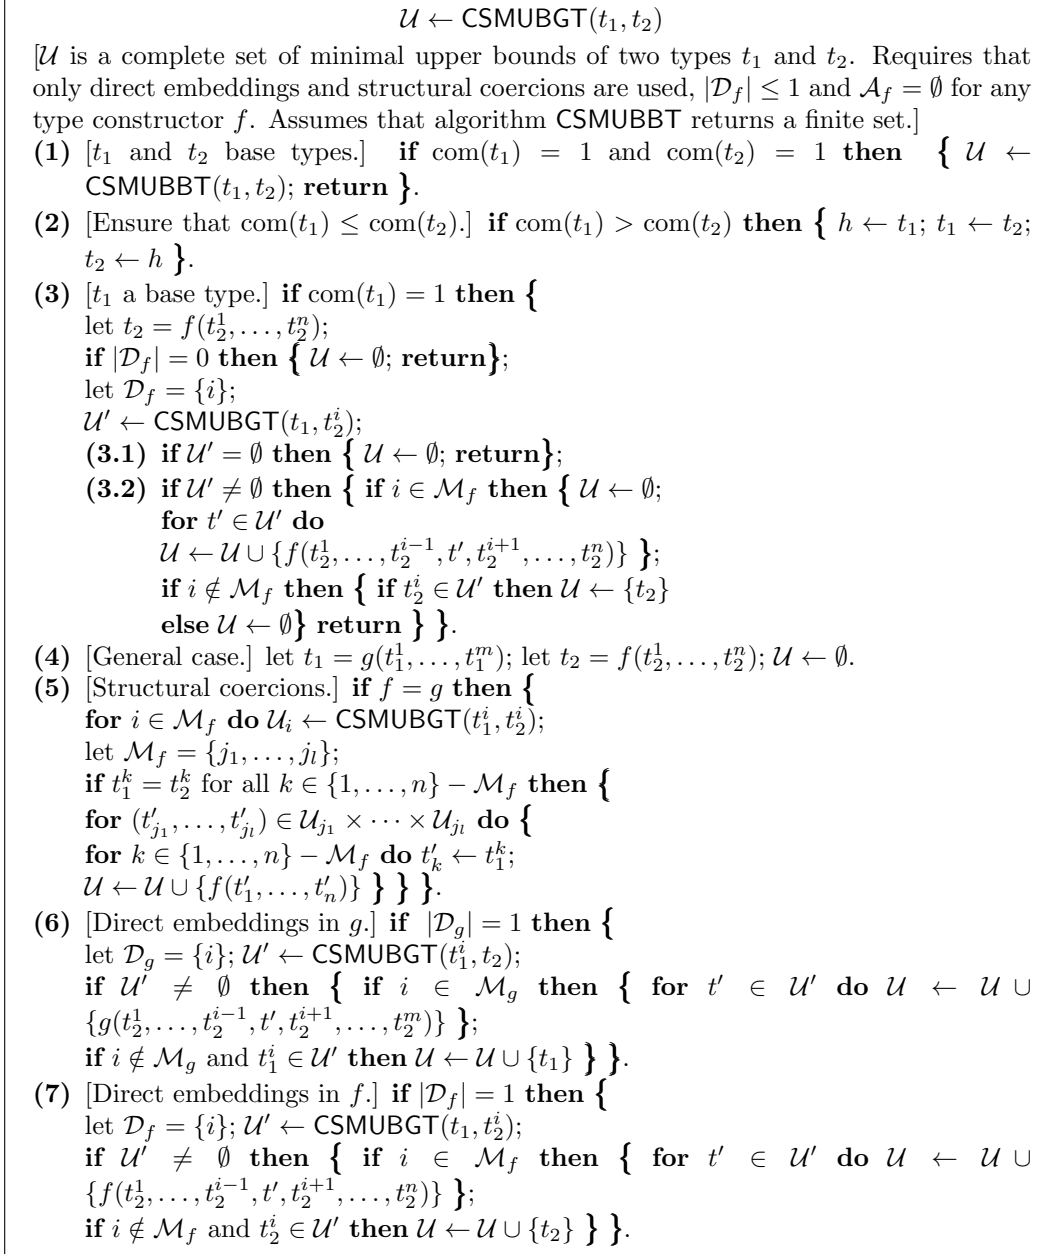 𝒰 ← CSMUBGT(t₁, t₂)
[𝒰 is a complete set of minimal upper bounds of two types t₁ and t₂. Requires that
only direct embeddings and structural coercions are used, |𝒟_f| ≤ 1 and 𝒜_f = ∅ for any
type constructor f. Assumes that algorithm CSMUBBT returns a finite set.]
(1) [t₁ and t₂ base types.] if com(t₁) = 1 and com(t₂) = 1 then { 𝒰 ←
CSMUBBT(t₁, t₂); return }.
(2) [Ensure that com(t₁) ≤ com(t₂).] if com(t₁) > com(t₂) then { h ← t₁; t₁ ← t₂;
t₂ ← h }.
(3) [t₁ a base type.] if com(t₁) = 1 then {
let t₂ = f(t₂¹, . . . , t₂ⁿ);
if |𝒟_f| = 0 then { 𝒰 ← ∅; return};
let 𝒟_f = {i};
𝒰′ ← CSMUBGT(t₁, t₂ⁱ);
(3.1) if 𝒰′ = ∅ then { 𝒰 ← ∅; return};
(3.2) if 𝒰′ ≠ ∅ then { if i ∈ ℳ_f then { 𝒰 ← ∅;
for t′ ∈ 𝒰′ do
𝒰 ← 𝒰 ∪ {f(t₂¹, . . . , t₂ⁱ⁻¹, t′, t₂ⁱ⁺¹, . . . , t₂ⁿ)} };
if i ∉ ℳ_f then { if t₂ⁱ ∈ 𝒰′ then 𝒰 ← {t₂}
else 𝒰 ← ∅} return } }.
(4) [General case.] let t₁ = g(t₁¹, . . . , t₁ᵐ); let t₂ = f(t₂¹, . . . , t₂ⁿ); 𝒰 ← ∅.
(5) [Structural coercions.] if f = g then {
for i ∈ ℳ_f do 𝒰_i ← CSMUBGT(t₁ⁱ, t₂ⁱ);
let ℳ_f = {j₁, . . . , j_l};
if t₁ᵏ = t₂ᵏ for all k ∈ {1, . . . , n} − ℳ_f then {
for (t′_{j₁}, . . . , t′_{j_l}) ∈ 𝒰_{j₁} × · · · × 𝒰_{j_l} do {
for k ∈ {1, . . . , n} − ℳ_f do t′_k ← t₁ᵏ;
𝒰 ← 𝒰 ∪ {f(t′₁, . . . , t′_n)} } } }.
(6) [Direct embeddings in g.] if |𝒟_g| = 1 then {
let 𝒟_g = {i}; 𝒰′ ← CSMUBGT(t₁ⁱ, t₂);
if 𝒰′ ≠ ∅ then { if i ∈ ℳ_g then { for t′ ∈ 𝒰′ do 𝒰 ← 𝒰 ∪
{g(t₂¹, . . . , t₂ⁱ⁻¹, t′, t₂ⁱ⁺¹, . . . , t₂ᵐ)} };
if i ∉ ℳ_g and t₁ⁱ ∈ 𝒰′ then 𝒰 ← 𝒰 ∪ {t₁} } }.
(7) [Direct embeddings in f.] if |𝒟_f| = 1 then {
let 𝒟_f = {i}; 𝒰′ ← CSMUBGT(t₁, t₂ⁱ);
if 𝒰′ ≠ ∅ then { if i ∈ ℳ_f then { for t′ ∈ 𝒰′ do 𝒰 ← 𝒰 ∪
{f(t₂¹, . . . , t₂ⁱ⁻¹, t′, t₂ⁱ⁺¹, . . . , t₂ⁿ)} };
if i ∉ ℳ_f and t₂ⁱ ∈ 𝒰′ then 𝒰 ← 𝒰 ∪ {t₂} } }.